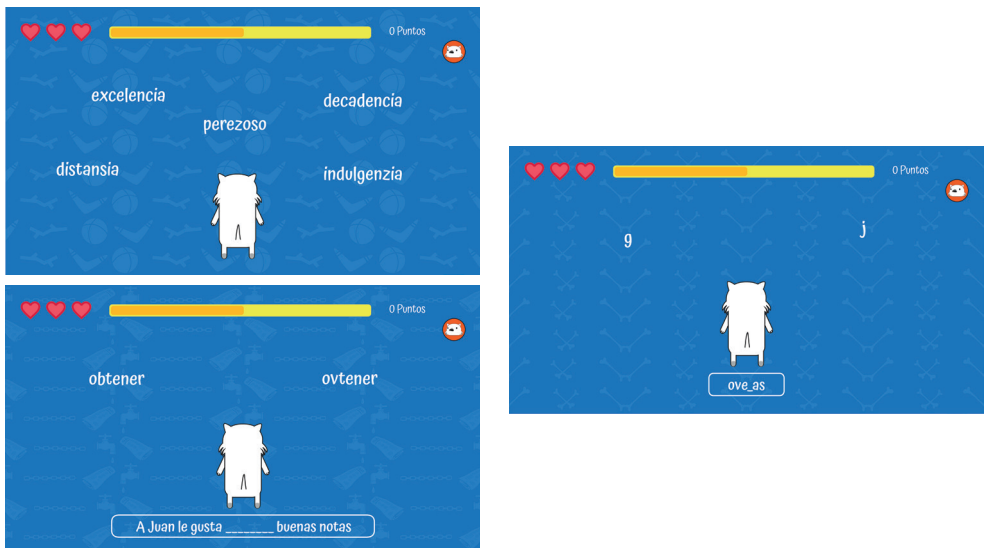 0 Puntos
excelencia
decadencia
perezoso
distansia
indulgenzia
0 Puntos
obtener
ovtener
A Juan le gusta ________ buenas notas
0 Puntos
g
j
ove_as